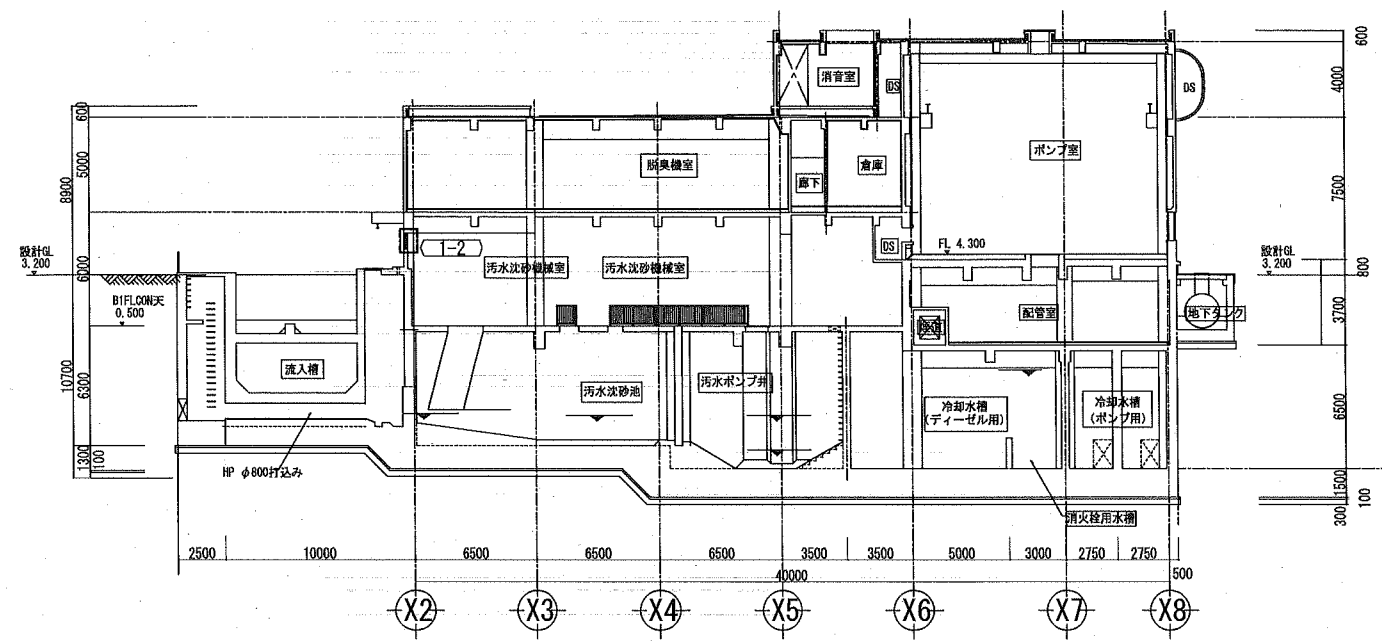 600
消音室
DS
4000
DS
600
5000
8900
脱臭機室
廊下
倉庫
ポンプ室
7500
設計GL
3.200
6000
1-2
汚水沈砂機械室
汚水沈砂機械室
DS
FL 4.300
設計GL
3.200
800
B1FLCON天
0.500
配管室
地下タンク
3700
流入槽
10700
6300
汚水沈砂池
汚水ポンプ井
冷却水槽
(ディーゼル用)
冷却水槽
(ポンプ用)
6500
1300
100
HP φ800打込み
1500
100
300
消火栓用水槽
2500
10000
6500
6500
6500
3500
3500
5000
3000
2750
2750
40000
500
X2
X3
X4
X5
X6
X7
X8